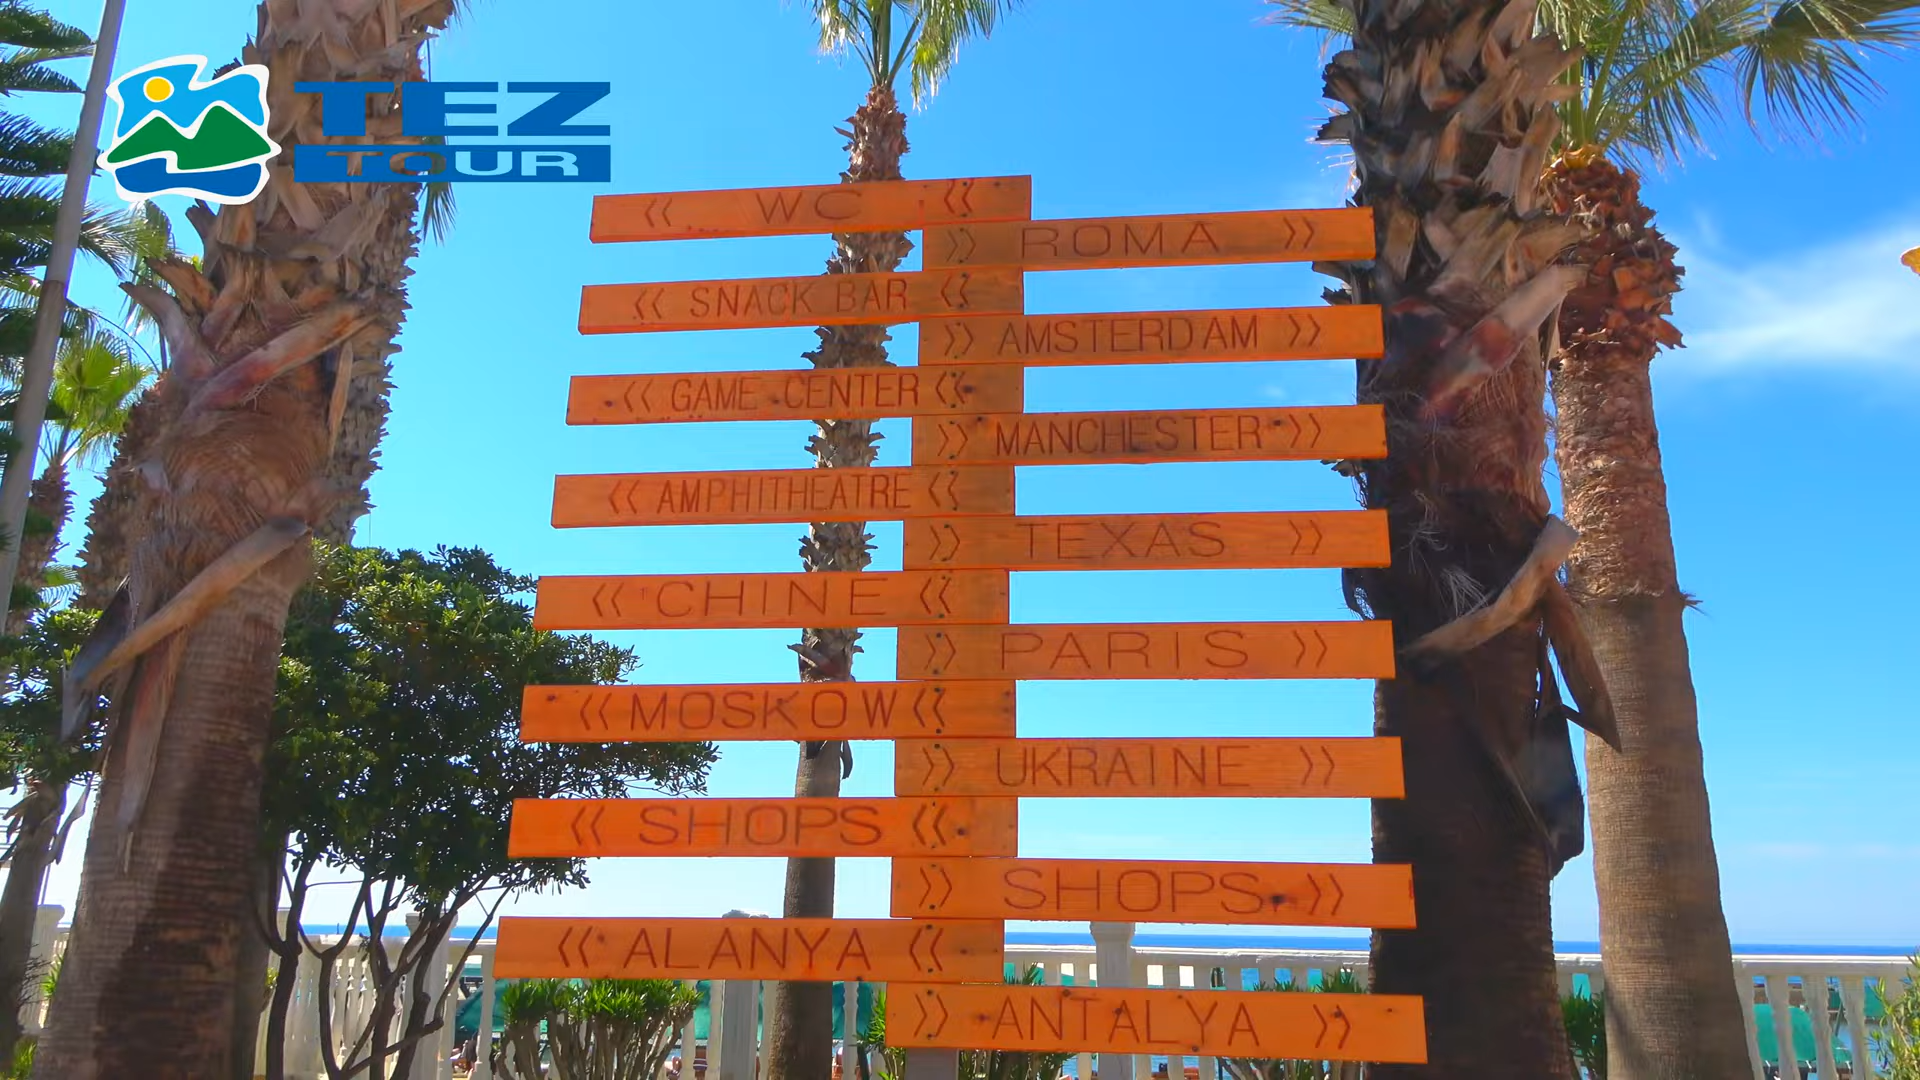 TEZ
TOUR
‹‹ WC ‹‹
›› ROMA ››
‹‹ SNACK BAR ‹‹
›› AMSTERDAM ››
‹‹ GAME CENTER ‹‹
›› MANCHESTER ››
‹‹ AMPHITHEATRE ‹‹
›› TEXAS ››
‹‹ CHINE ‹‹
›› PARIS ››
‹‹ MOSKOW ‹‹
›› UKRAINE ››
‹‹ SHOPS ‹‹
›› SHOPS ››
‹‹ ALANYA ‹‹
›› ANTALYA ››